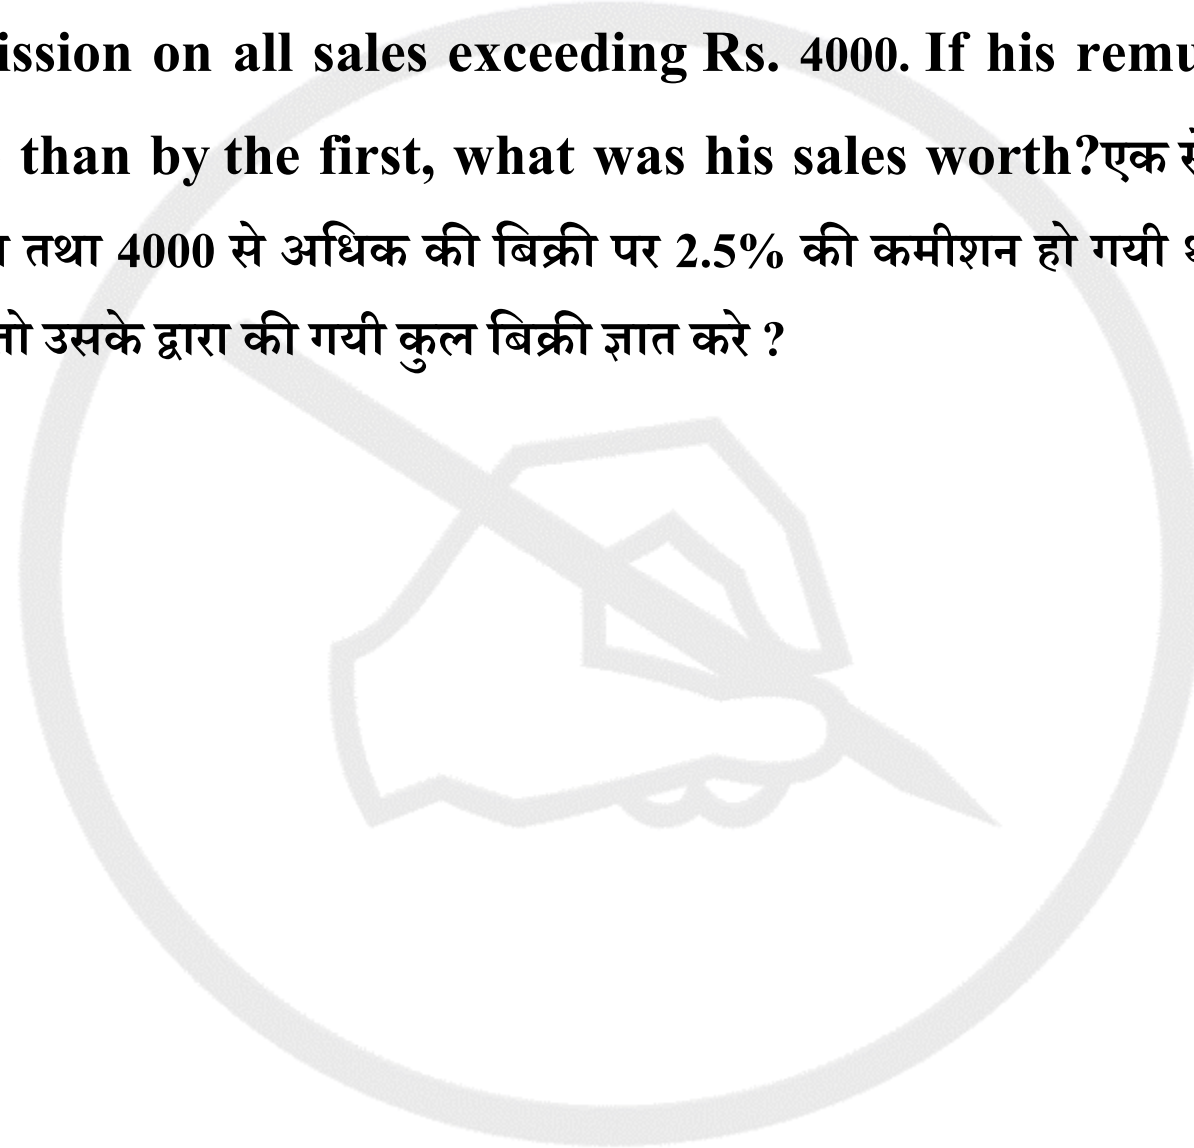 ission on all sales exceeding Rs. 4000. If his remu
than by the first, what was his sales worth?एक से
तथा 4000 से अधिक की बिक्री पर 2.5% की कमीशन हो गयी थ
तो उसके द्वारा की गयी कुल बिक्री ज्ञात करे ?